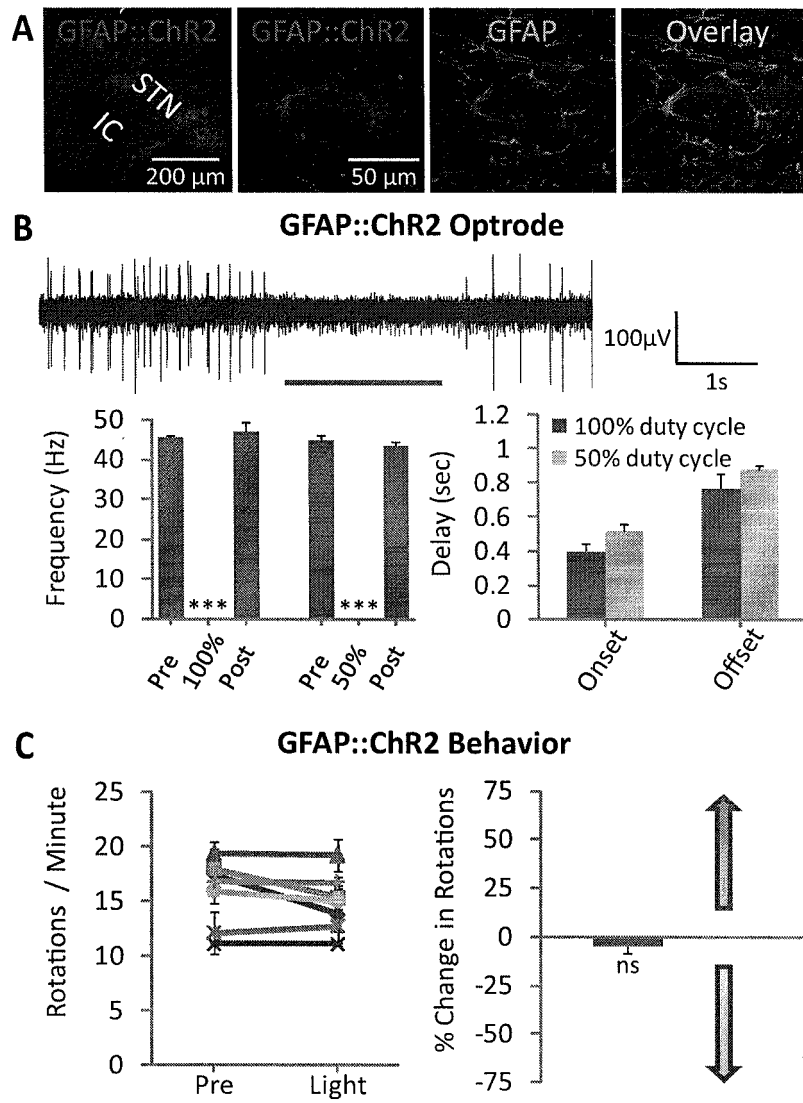 A
GFAP::ChR2
GFAP::ChR2
GFAP
Overlay
STN
IC
200 µm
50 µm
B
GFAP::ChR2 Optrode
100µV
1s
Frequency (Hz)
50
40
30
20
10
0
***
***
Pre
100%
Post
Pre
50%
Post
Delay (sec)
1.2
1
0.8
0.6
0.4
0.2
0
100% duty cycle
50% duty cycle
Onset
Offset
C
GFAP::ChR2 Behavior
Rotations / Minute
25
20
15
10
5
0
Pre
Light
% Change in Rotations
75
50
25
0
-25
-50
-75
ns